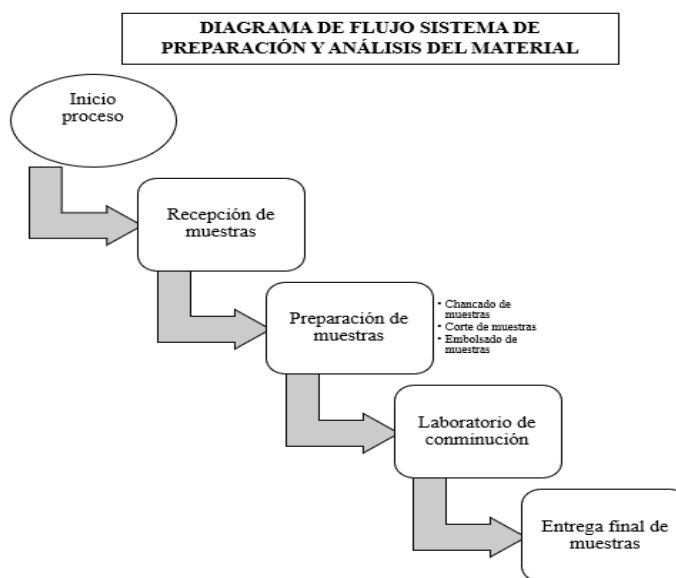 DIAGRAMA DE FLUJO SISTEMA DE
PREPARACIÓN Y ANÁLISIS DEL MATERIAL
Inicio
proceso
Recepción de
muestras
Preparación de
muestras
• Chancado de
muestras
• Corte de muestras
• Embolsado de
muestras
Laboratorio de
conminución
Entrega final de
muestras